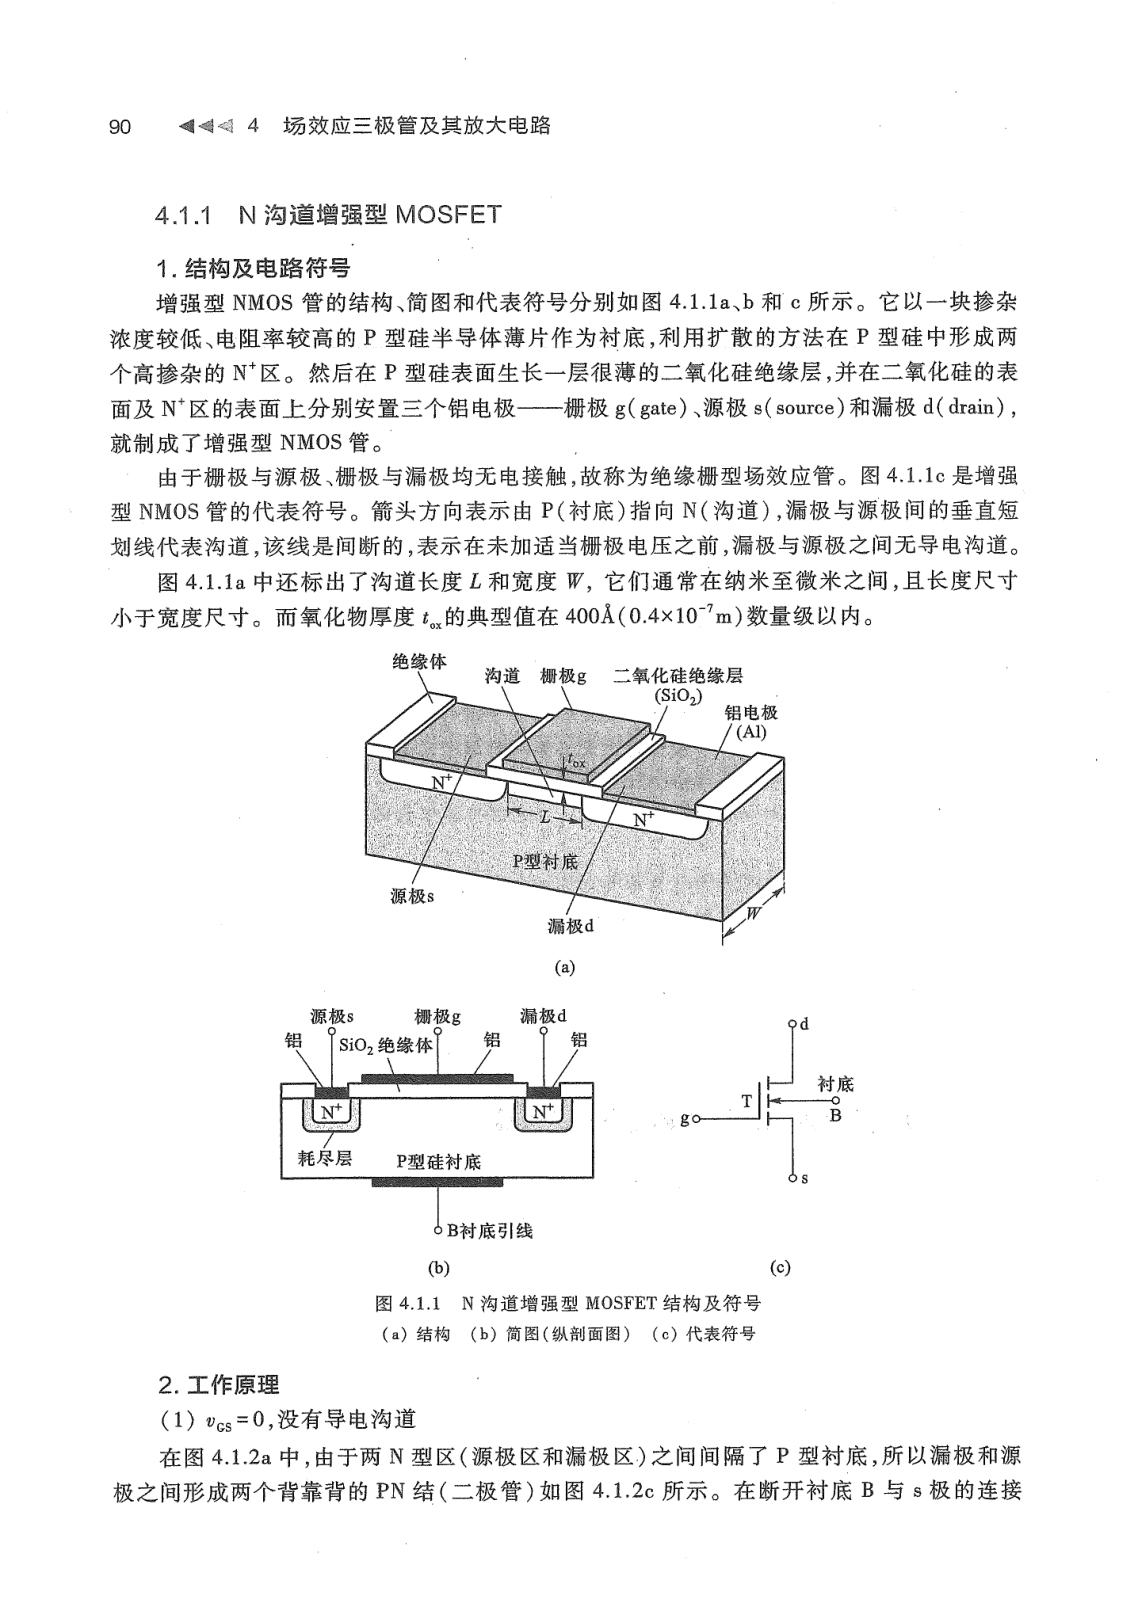 90 4 场效应三极管及其放大电路
4.1.1 N 沟道增强型 MOSFET
1. 结构及电路符号
增强型 NMOS 管的结构、简图和代表符号分别如图 4.1.1a、b 和 c 所示。它以一块掺杂
浓度较低、电阻率较高的 P 型硅半导体薄片作为衬底,利用扩散的方法在 P 型硅中形成两
个高掺杂的 N⁺区。然后在 P 型硅表面生长一层很薄的二氧化硅绝缘层,并在二氧化硅的表
面及 N⁺区的表面上分别安置三个铝电极——栅极 g(gate)、源极 s(source)和漏极 d(drain),
就制成了增强型 NMOS 管。
由于栅极与源极、栅极与漏极均无电接触,故称为绝缘栅型场效应管。图 4.1.1c 是增强
型 NMOS 管的代表符号。箭头方向表示由 P(衬底)指向 N(沟道),漏极与源极间的垂直短
划线代表沟道,该线是间断的,表示在未加适当栅极电压之前,漏极与源极之间无导电沟道。
图 4.1.1a 中还标出了沟道长度 L 和宽度 W, 它们通常在纳米至微米之间,且长度尺寸
小于宽度尺寸。而氧化物厚度 tox的典型值在 400Å(0.4×10⁻⁷m)数量级以内。
绝缘体
沟道 栅极g 二氧化硅绝缘层
(SiO₂)
铝电极
(Al)
tox
N⁺
L
N⁺
P型衬底
源极s
W
漏极d
(a)
源极s 栅极g 漏极d
铝 SiO₂ 绝缘体 铝 铝
N⁺ N⁺
耗尽层 P型硅衬底
B衬底引线
(b)
d
衬底
T
B
g
s
(c)
图 4.1.1 N 沟道增强型 MOSFET 结构及符号
(a) 结构 (b) 简图(纵剖面图) (c) 代表符号
2. 工作原理
(1) vGS=0,没有导电沟道
在图 4.1.2a 中,由于两 N 型区(源极区和漏极区)之间间隔了 P 型衬底,所以漏极和源
极之间形成两个背靠背的 PN 结(二极管)如图 4.1.2c 所示。在断开衬底 B 与 s 极的连接